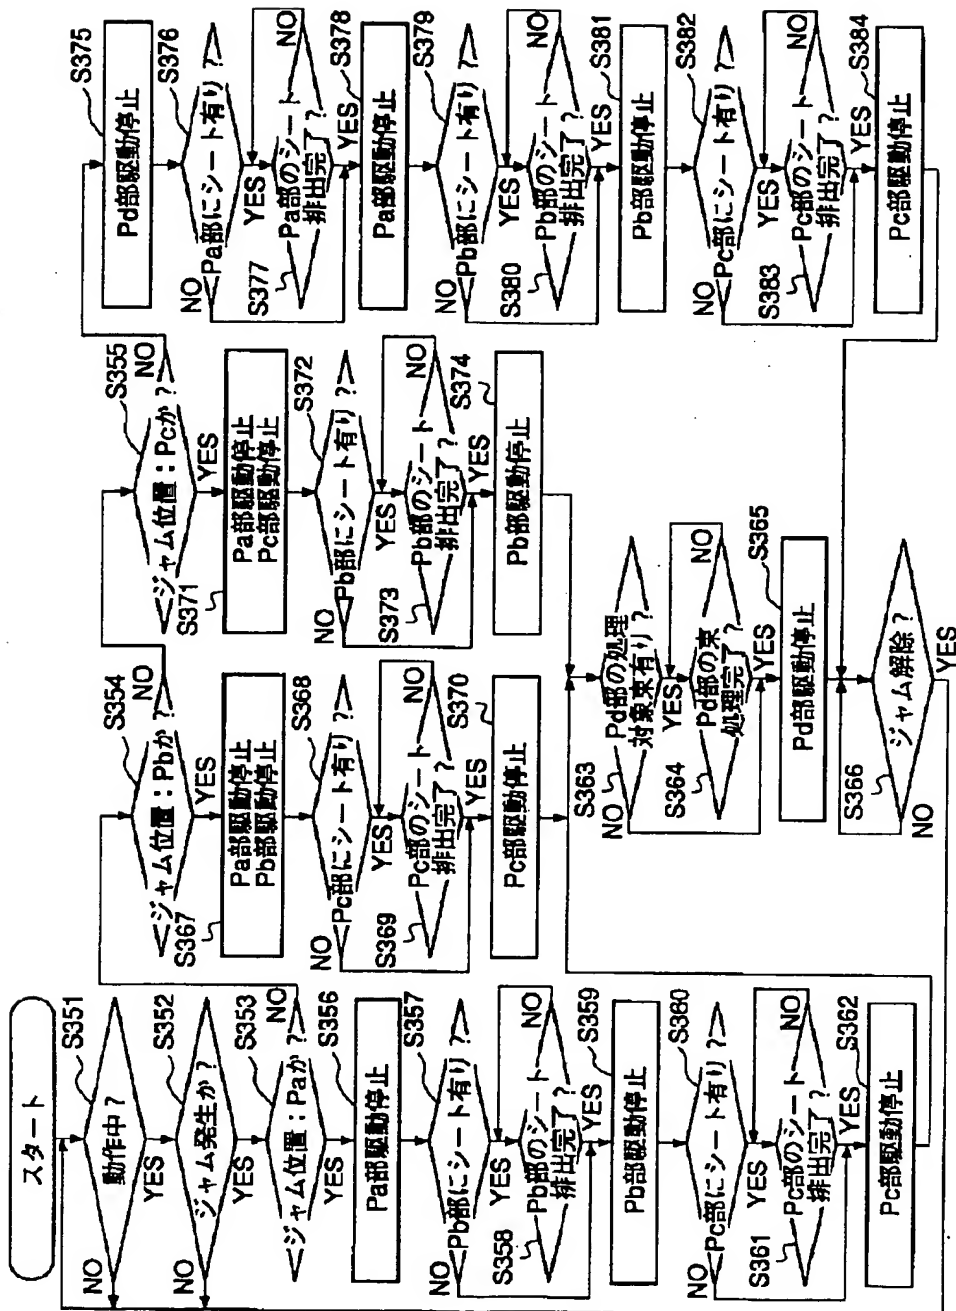 スタート
S351
動作中？
NO
YES
S352
ジャム発生か？
NO
YES
S353
ジャム位置：Paか？
NO
YES
S356
Pa部駆動停止
S357
Pb部にシート有り？
NO
YES
S358
Pb部のシート
排出完了？
NO
YES
S359
Pb部駆動停止
S360
Pc部にシート有り？
NO
YES
S361
Pc部のシート
排出完了？
NO
YES
S362
Pc部駆動停止
S354
ジャム位置：Pbか？
NO
YES
S367
Pa部駆動停止
Pb部駆動停止
S368
Pc部にシート有り？
NO
YES
S369
Pc部のシート
排出完了？
NO
YES
S370
Pc部駆動停止
S355
ジャム位置：Pcか？
NO
YES
S371
Pa部駆動停止
Pc部駆動停止
S372
Pb部にシート有り？
NO
YES
S373
Pb部のシート
排出完了？
NO
YES
S374
Pb部駆動停止
S363
Pd部の処理
対象束有り？
NO
YES
S364
Pd部の束
処理完了？
NO
YES
S365
Pd部駆動停止
S366
ジャム解除？
NO
YES
S375
Pd部駆動停止
S376
Pa部にシート有り？
NO
YES
S377
Pa部のシート
排出完了？
NO
YES
S378
Pa部駆動停止
S379
Pb部にシート有り？
NO
YES
S380
Pb部のシート
排出完了？
NO
YES
S381
Pb部駆動停止
S382
Pc部にシート有り？
NO
YES
S383
Pc部のシート
排出完了？
NO
YES
S384
Pc部駆動停止